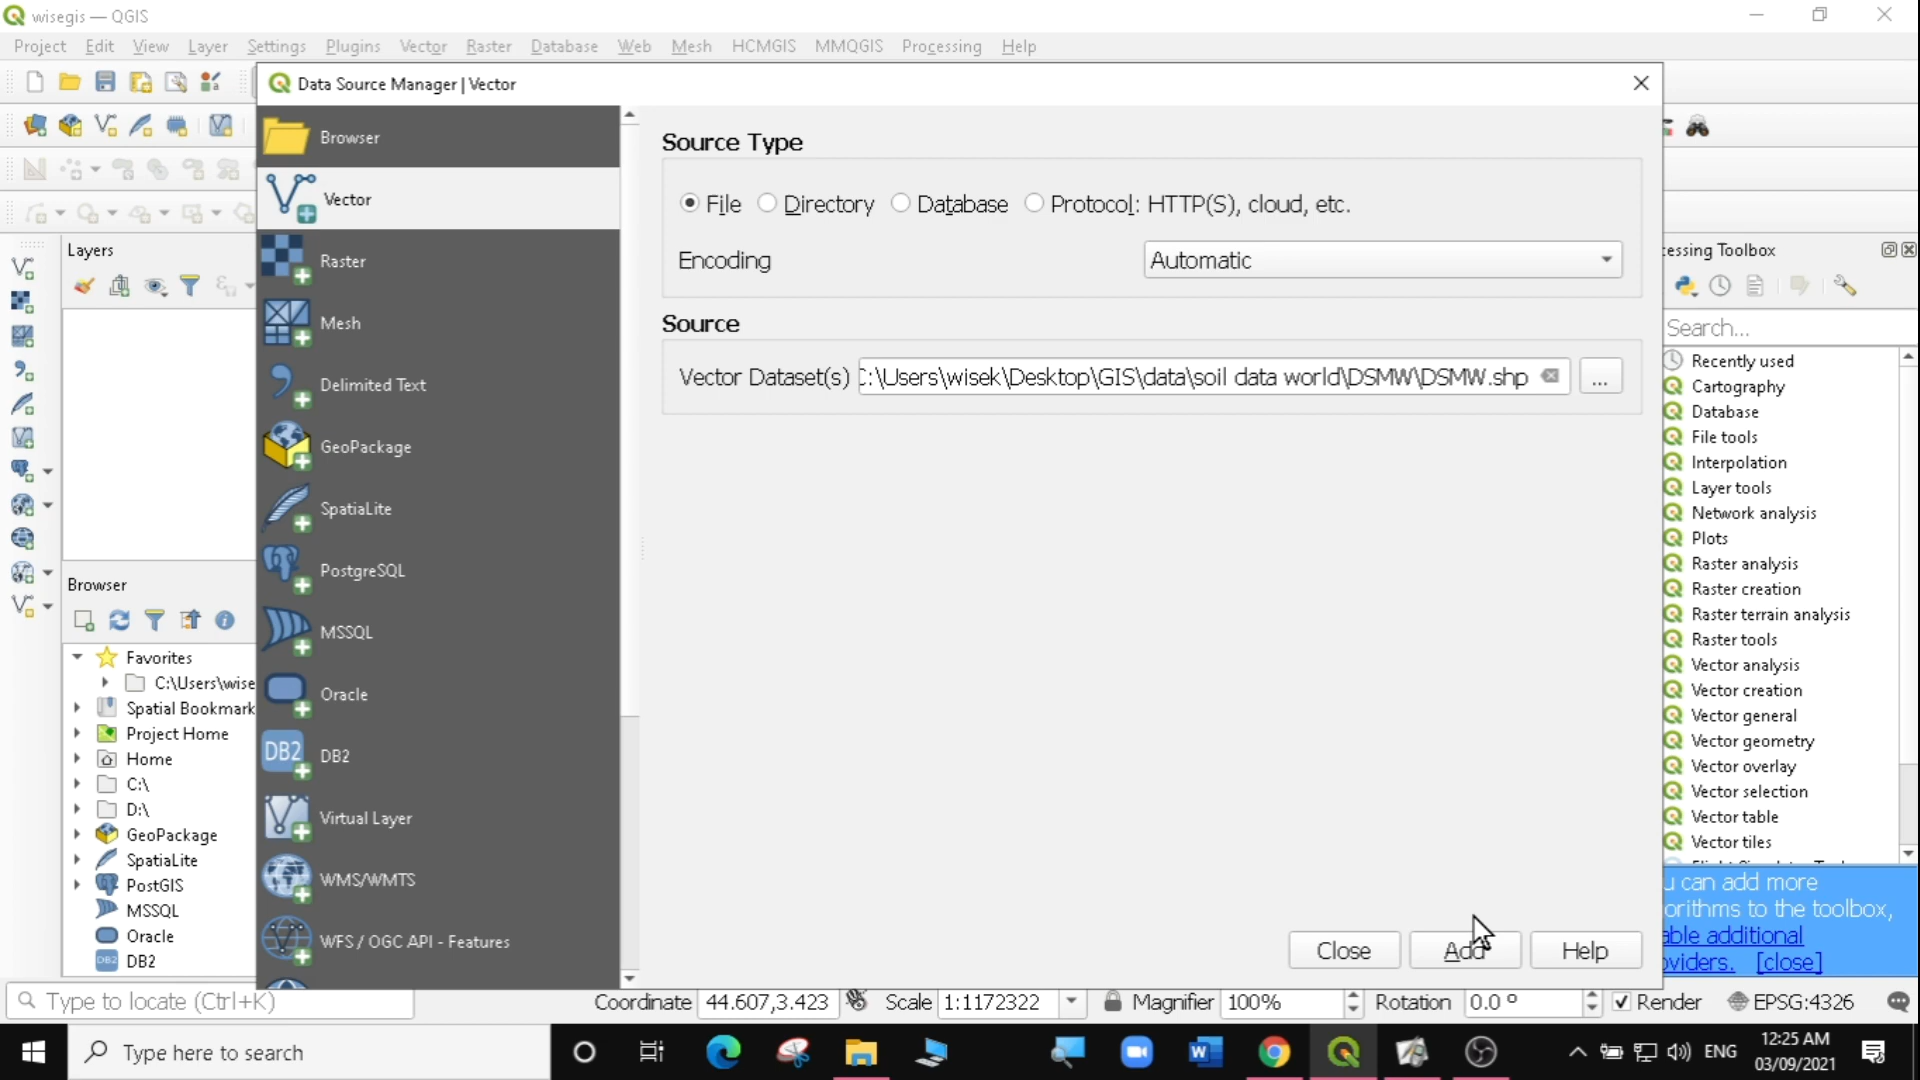 wisegis — QGIS
Project Edit View Layer Settings Plugins Vector Raster Database Web Mesh HCMGIS MMQGIS Processing Help
Data Source Manager | Vector
Browser
Vector
Raster
Mesh
Delimited Text
GeoPackage
SpatiaLite
PostgreSQL
MSSQL
Oracle
DB2
DB2
Virtual Layer
WMS/WMTS
WFS / OGC API - Features
Source Type
File Directory Database Protocol: HTTP(S), cloud, etc.
Encoding Automatic
Source
Vector Dataset(s) C:\Users\wisek\Desktop\GIS\data\soil data world\DSMW\DSMW.shp ...
Close Add Help
Layers
Browser
Favorites
C:\Users\wise
Spatial Bookmark
Project Home
Home
C:\
D:\
GeoPackage
SpatiaLite
PostGIS
MSSQL
Oracle
DB2 DB2
essing Toolbox
Search...
Recently used
Cartography
Database
File tools
Interpolation
Layer tools
Network analysis
Plots
Raster analysis
Raster creation
Raster terrain analysis
Raster tools
Vector analysis
Vector creation
Vector general
Vector geometry
Vector overlay
Vector selection
Vector table
Vector tiles
u can add more
orithms to the toolbox,
able additional
oviders. [close]
Type to locate (Ctrl+K) Coordinate 44.607,3.423 Scale 1:1172322 Magnifier 100% Rotation 0.0 ° Render EPSG:4326
Type here to search ENG 12:25 AM
03/09/2021